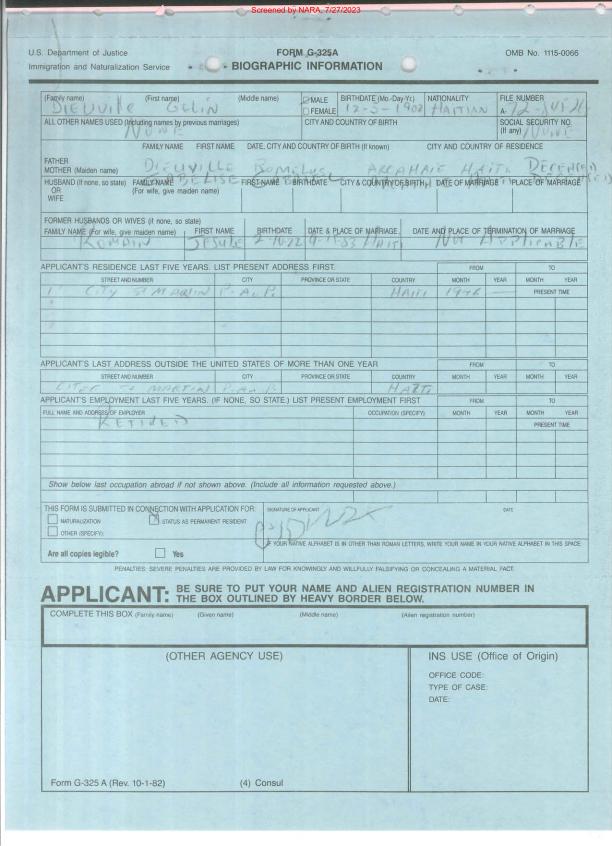 Screened by NARA, 7/27/2023
U.S. Department of Justice
Immigration and Naturalization Service
FORM G-325A
BIOGRAPHIC INFORMATION
OMB No. 1115-0066
(Family name) (First name) (Middle name) MALE FEMALE BIRTHDATE (Mo.-Day-Yr.) NATIONALITY FILE NUMBER
DIEUVILLE GELIN 12-5-1902 HAITIAN A-72
ALL OTHER NAMES USED (Including names by previous marriages) CITY AND COUNTRY OF BIRTH SOCIAL SECURITY NO. (If any)
NONE NONE
FAMILY NAME FIRST NAME DATE, CITY AND COUNTRY OF BIRTH (If known) CITY AND COUNTRY OF RESIDENCE
FATHER DIEUVILLE ARCAHAIE HAITI DECEASED
MOTHER (Maiden name)
HUSBAND (If none, so state) FAMILY NAME FIRST NAME BIRTHDATE CITY & COUNTRY OF BIRTH DATE OF MARRIAGE PLACE OF MARRIAGE
OR (For wife, give maiden name)
WIFE
FORMER HUSBANDS OR WIVES (if none, so state)
FAMILY NAME (For wife, give maiden name) FIRST NAME BIRTHDATE DATE & PLACE OF MARRIAGE DATE AND PLACE OF TERMINATION OF MARRIAGE
ROMAIN HAITI NOT APPLICABLE
APPLICANT'S RESIDENCE LAST FIVE YEARS. LIST PRESENT ADDRESS FIRST. FROM TO
STREET AND NUMBER CITY PROVINCE OR STATE COUNTRY MONTH YEAR MONTH YEAR
CITY ST MARTIN P.A.P. HAITI PRESENT TIME
APPLICANT'S LAST ADDRESS OUTSIDE THE UNITED STATES OF MORE THAN ONE YEAR FROM TO
STREET AND NUMBER CITY PROVINCE OR STATE COUNTRY MONTH YEAR MONTH YEAR
CITEE ST MARTIN P.A.P. HAITI
APPLICANT'S EMPLOYMENT LAST FIVE YEARS. (IF NONE, SO STATE.) LIST PRESENT EMPLOYMENT FIRST FROM TO
FULL NAME AND ADDRESS OF EMPLOYER OCCUPATION (SPECIFY) MONTH YEAR MONTH YEAR
RETIRED PRESENT TIME
Show below last occupation abroad if not shown above. (Include all information requested above.)
THIS FORM IS SUBMITTED IN CONNECTION WITH APPLICATION FOR: SIGNATURE OF APPLICANT DATE
NATURALIZATION STATUS AS PERMANENT RESIDENT
OTHER (SPECIFY):
Are all copies legible? Yes
IF YOUR NATIVE ALPHABET IS IN OTHER THAN ROMAN LETTERS, WRITE YOUR NAME IN YOUR NATIVE ALPHABET IN THIS SPACE:
PENALTIES: SEVERE PENALTIES ARE PROVIDED BY LAW FOR KNOWINGLY AND WILLFULLY FALSIFYING OR CONCEALING A MATERIAL FACT.
APPLICANT: BE SURE TO PUT YOUR NAME AND ALIEN REGISTRATION NUMBER IN
THE BOX OUTLINED BY HEAVY BORDER BELOW.
COMPLETE THIS BOX (Family name) (Given name) (Middle name) (Alien registration number)
(OTHER AGENCY USE)
INS USE (Office of Origin)
OFFICE CODE:
TYPE OF CASE:
DATE:
Form G-325 A (Rev. 10-1-82) (4) Consul